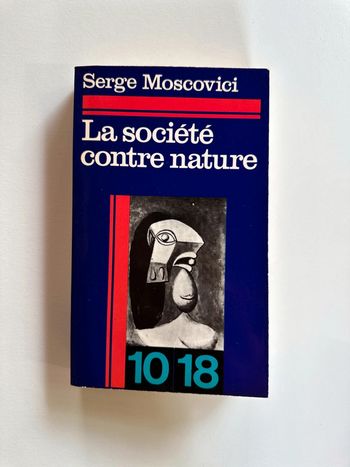 Serge Moscovici
La société
contre nature
10 18